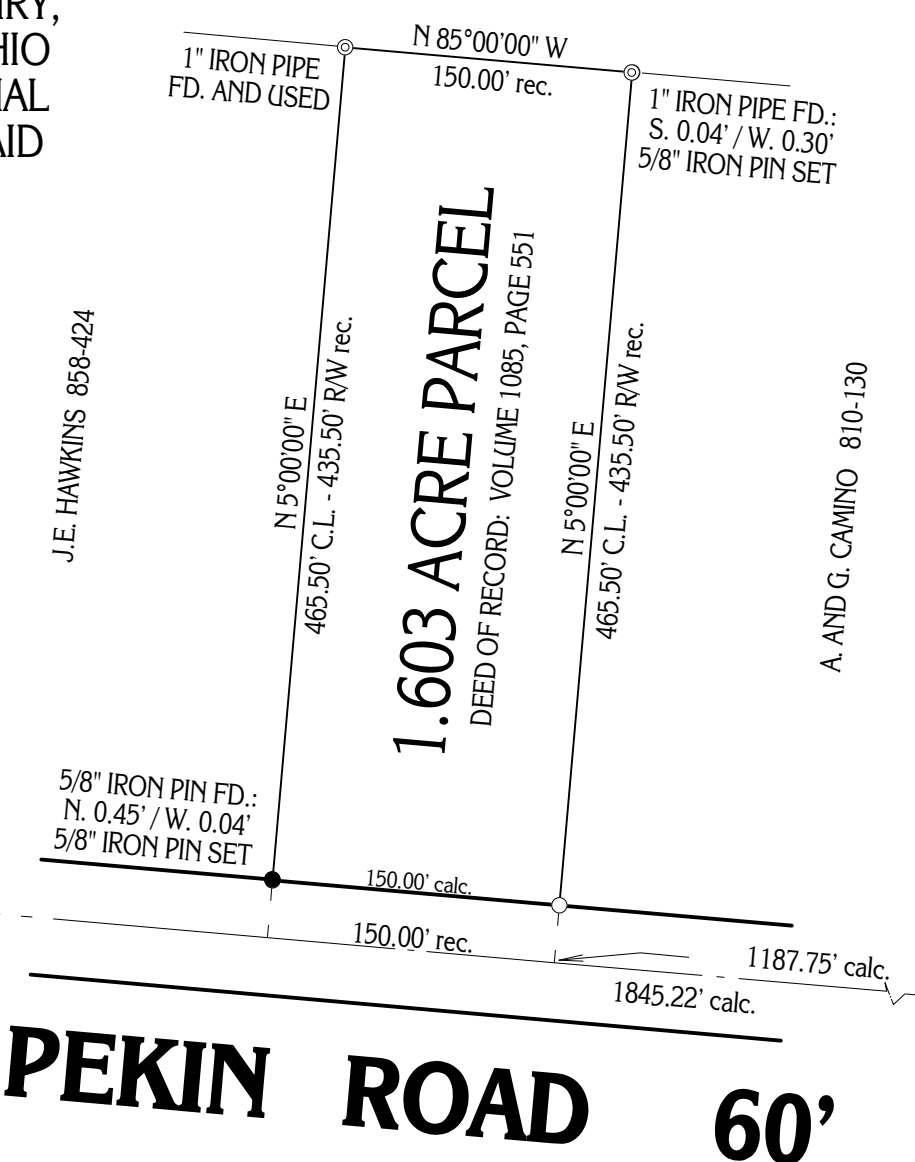 N 85°00'00" W
150.00' rec.
1" IRON PIPE
FD. AND USED
1" IRON PIPE FD.:
S. 0.04' / W. 0.30'
5/8" IRON PIN SET
J.E. HAWKINS 858-424
N 5°00'00" E
465.50' C.L. - 435.50' R/W rec.
1.603 ACRE PARCEL
DEED OF RECORD: VOLUME 1085, PAGE 551
N 5°00'00" E
465.50' C.L. - 435.50' R/W rec.
A. AND G. CAMINO 810-130
5/8" IRON PIN FD.:
N. 0.45' / W. 0.04'
5/8" IRON PIN SET
150.00' calc.
150.00' rec.
1187.75' calc.
1845.22' calc.
PEKIN ROAD 60'